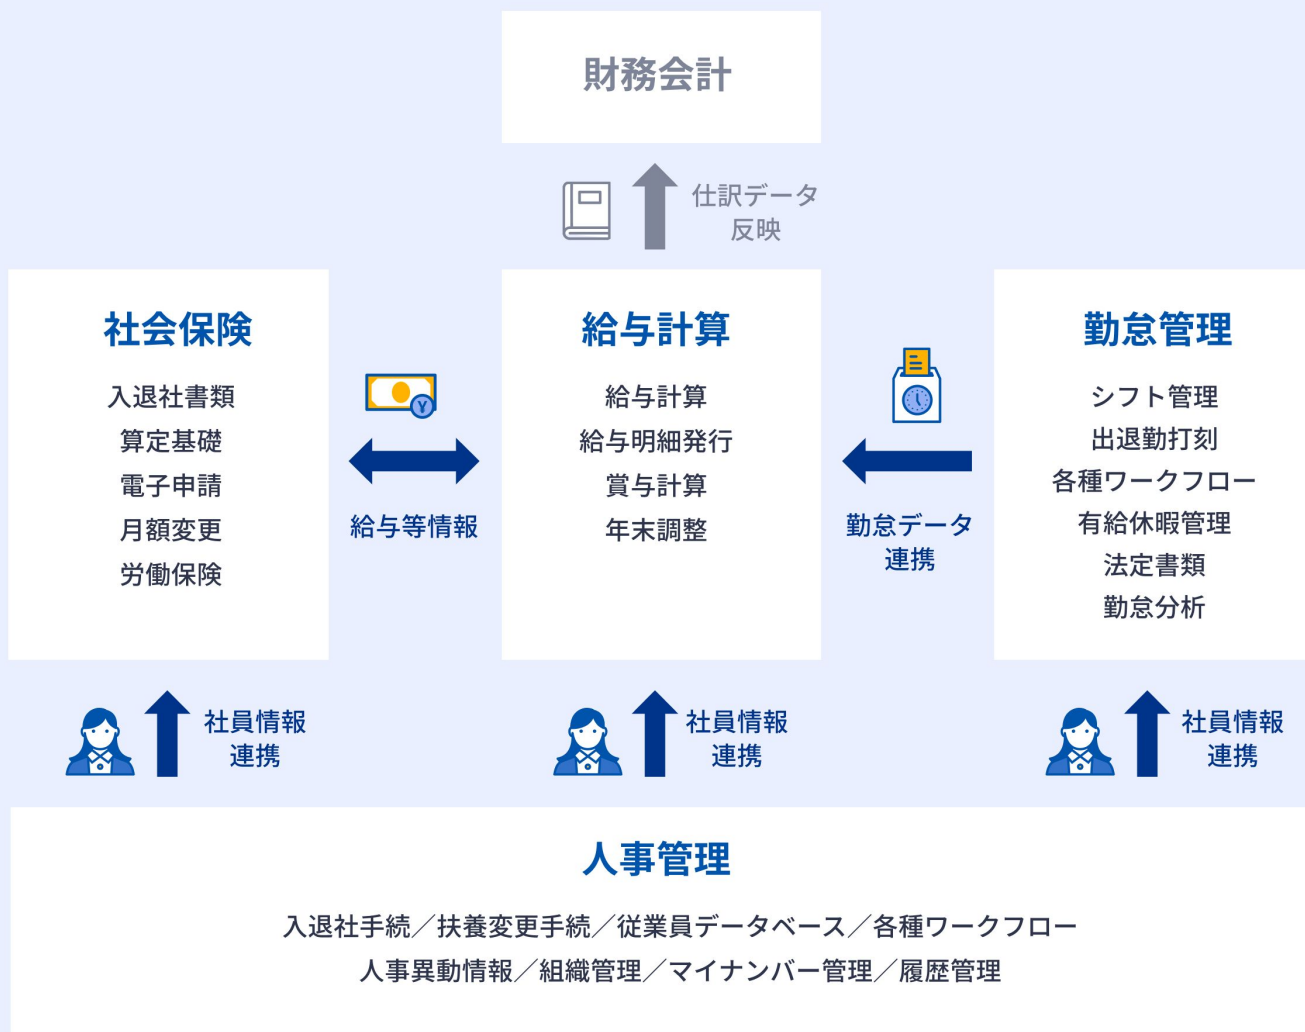 財務会計
仕訳データ
反映
社会保険
入退社書類
算定基礎
電子申請
月額変更
労働保険
¥
給与等情報
給与計算
給与計算
給与明細発行
賞与計算
年末調整
勤怠データ
連携
勤怠管理
シフト管理
出退勤打刻
各種ワークフロー
有給休暇管理
法定書類
勤怠分析
社員情報
連携
社員情報
連携
社員情報
連携
人事管理
入退社手続／扶養変更手続／従業員データベース／各種ワークフロー
人事異動情報／組織管理／マイナンバー管理／履歴管理